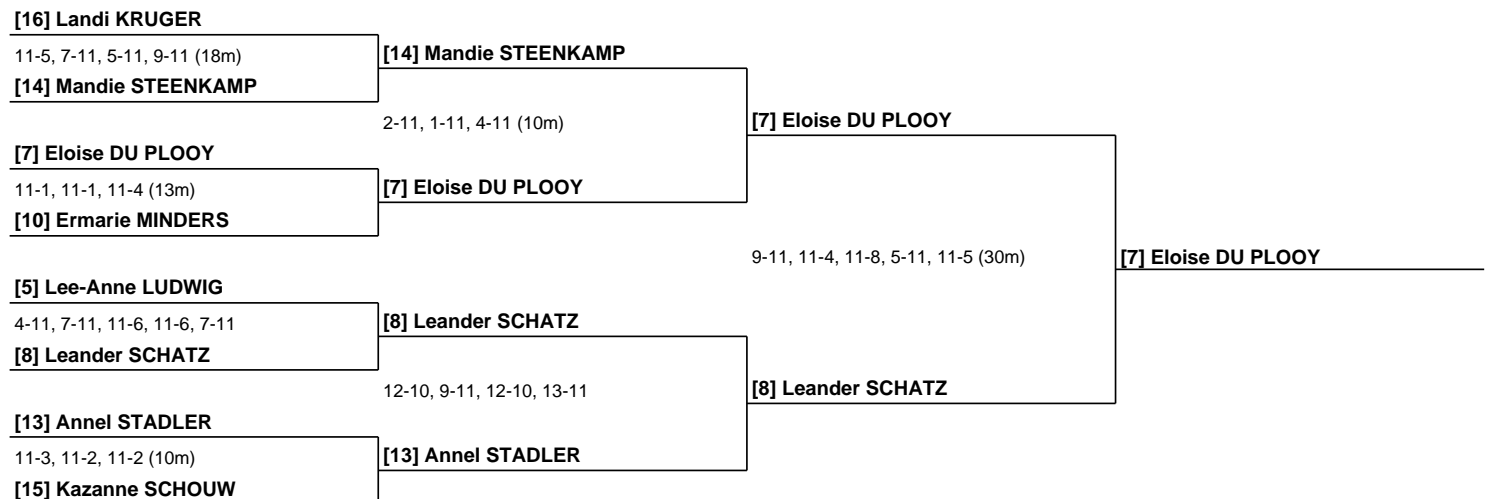 [16] Landi KRUGER
11-5, 7-11, 5-11, 9-11 (18m)
[14] Mandie STEENKAMP
[14] Mandie STEENKAMP
2-11, 1-11, 4-11 (10m)
[7] Eloise DU PLOOY
[7] Eloise DU PLOOY
11-1, 11-1, 11-4 (13m)
[7] Eloise DU PLOOY
[10] Ermarie MINDERS
9-11, 11-4, 11-8, 5-11, 11-5 (30m)
[7] Eloise DU PLOOY
[5] Lee-Anne LUDWIG
4-11, 7-11, 11-6, 11-6, 7-11
[8] Leander SCHATZ
[8] Leander SCHATZ
12-10, 9-11, 12-10, 13-11
[8] Leander SCHATZ
[13] Annel STADLER
11-3, 11-2, 11-2 (10m)
[13] Annel STADLER
[15] Kazanne SCHOUW